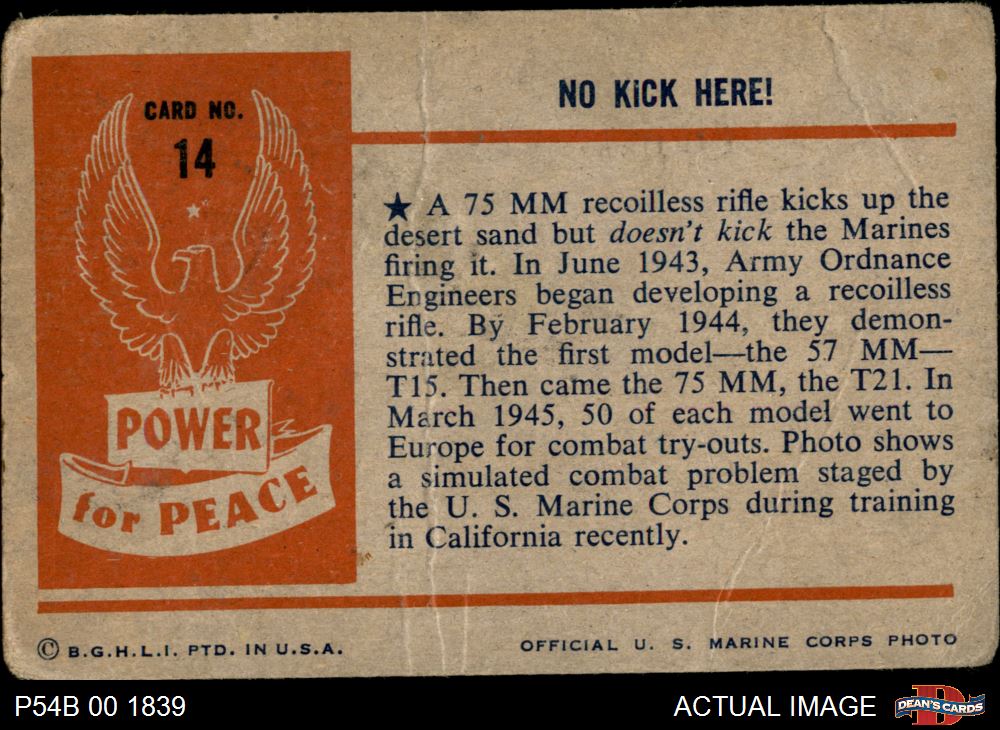 CARD NO.
14
POWER
for PEACE
NO KiCK HERE!
★ A 75 MM recoilless rifle kicks up the
desert sand but doesn't kick the Marines
firing it. In June 1943, Army Ordnance
Engineers began developing a recoilless
rifle. By February 1944, they demon-
strated the first model—the 57 MM—
T15. Then came the 75 MM, the T21. In
March 1945, 50 of each model went to
Europe for combat try-outs. Photo shows
a simulated combat problem staged by
the U. S. Marine Corps during training
in California recently.
© B.G.H.L.I. PTD. IN U.S.A.
OFFICIAL U. S. MARINE CORPS PHOTO
P54B 00 1839
ACTUAL IMAGE
D
DEAN'S CARDS